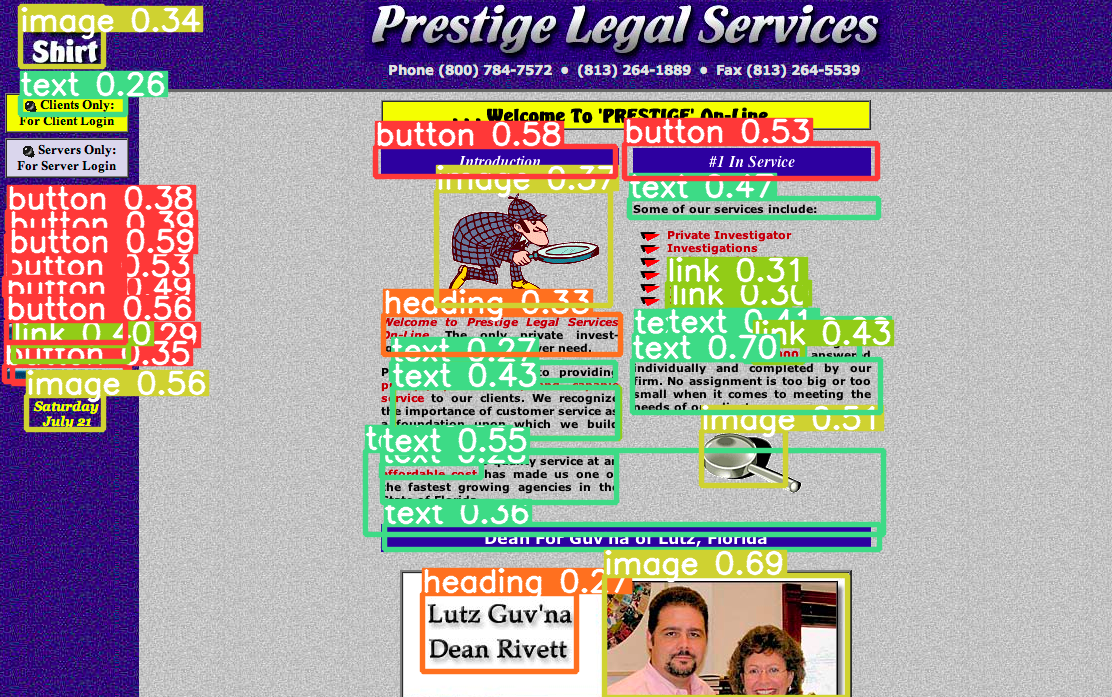 image 0.34
Shirt
text 0.26
Clients Only:
For Client Login
Servers Only:
For Server Login
button 0.38
button 0.39
button 0.59
button 0.53
0.49
button 0.56
link 0.40
0.29
button 0.35
image 0.56
Saturday
July 21
Prestige Legal Services
Phone (800) 784-7572 • (813) 264-1889 • Fax (813) 264-5539
. . . Welcome To 'PRESTIGE' On-Line
button 0.58
Introduction
image 0.37
heading 0.33
Welcome to Prestige Legal Services
On-Line. The only private invest-
ver need.
text 0.27
to providing
text 0.43
service to our clients. We recognize
the importance of customer service as
a foundation upon which we build
text 0.55
quality service at an
affordable cost has made us one of
the fastest growing agencies in the
State of Florida
text 0.36
button 0.53
#1 In Service
text 0.47
Some of our services include:
Private Investigator
Investigations
link 0.31
link 0.30
text 0.41
link 0.43
text 0.70
answered
individually and completed by our
firm. No assignment is too big or too
small when it comes to meeting the
needs of our
image 0.51
Dean For Guv'na of Lutz, Florida
image 0.69
heading 0.27
Lutz Guv'na
Dean Rivett